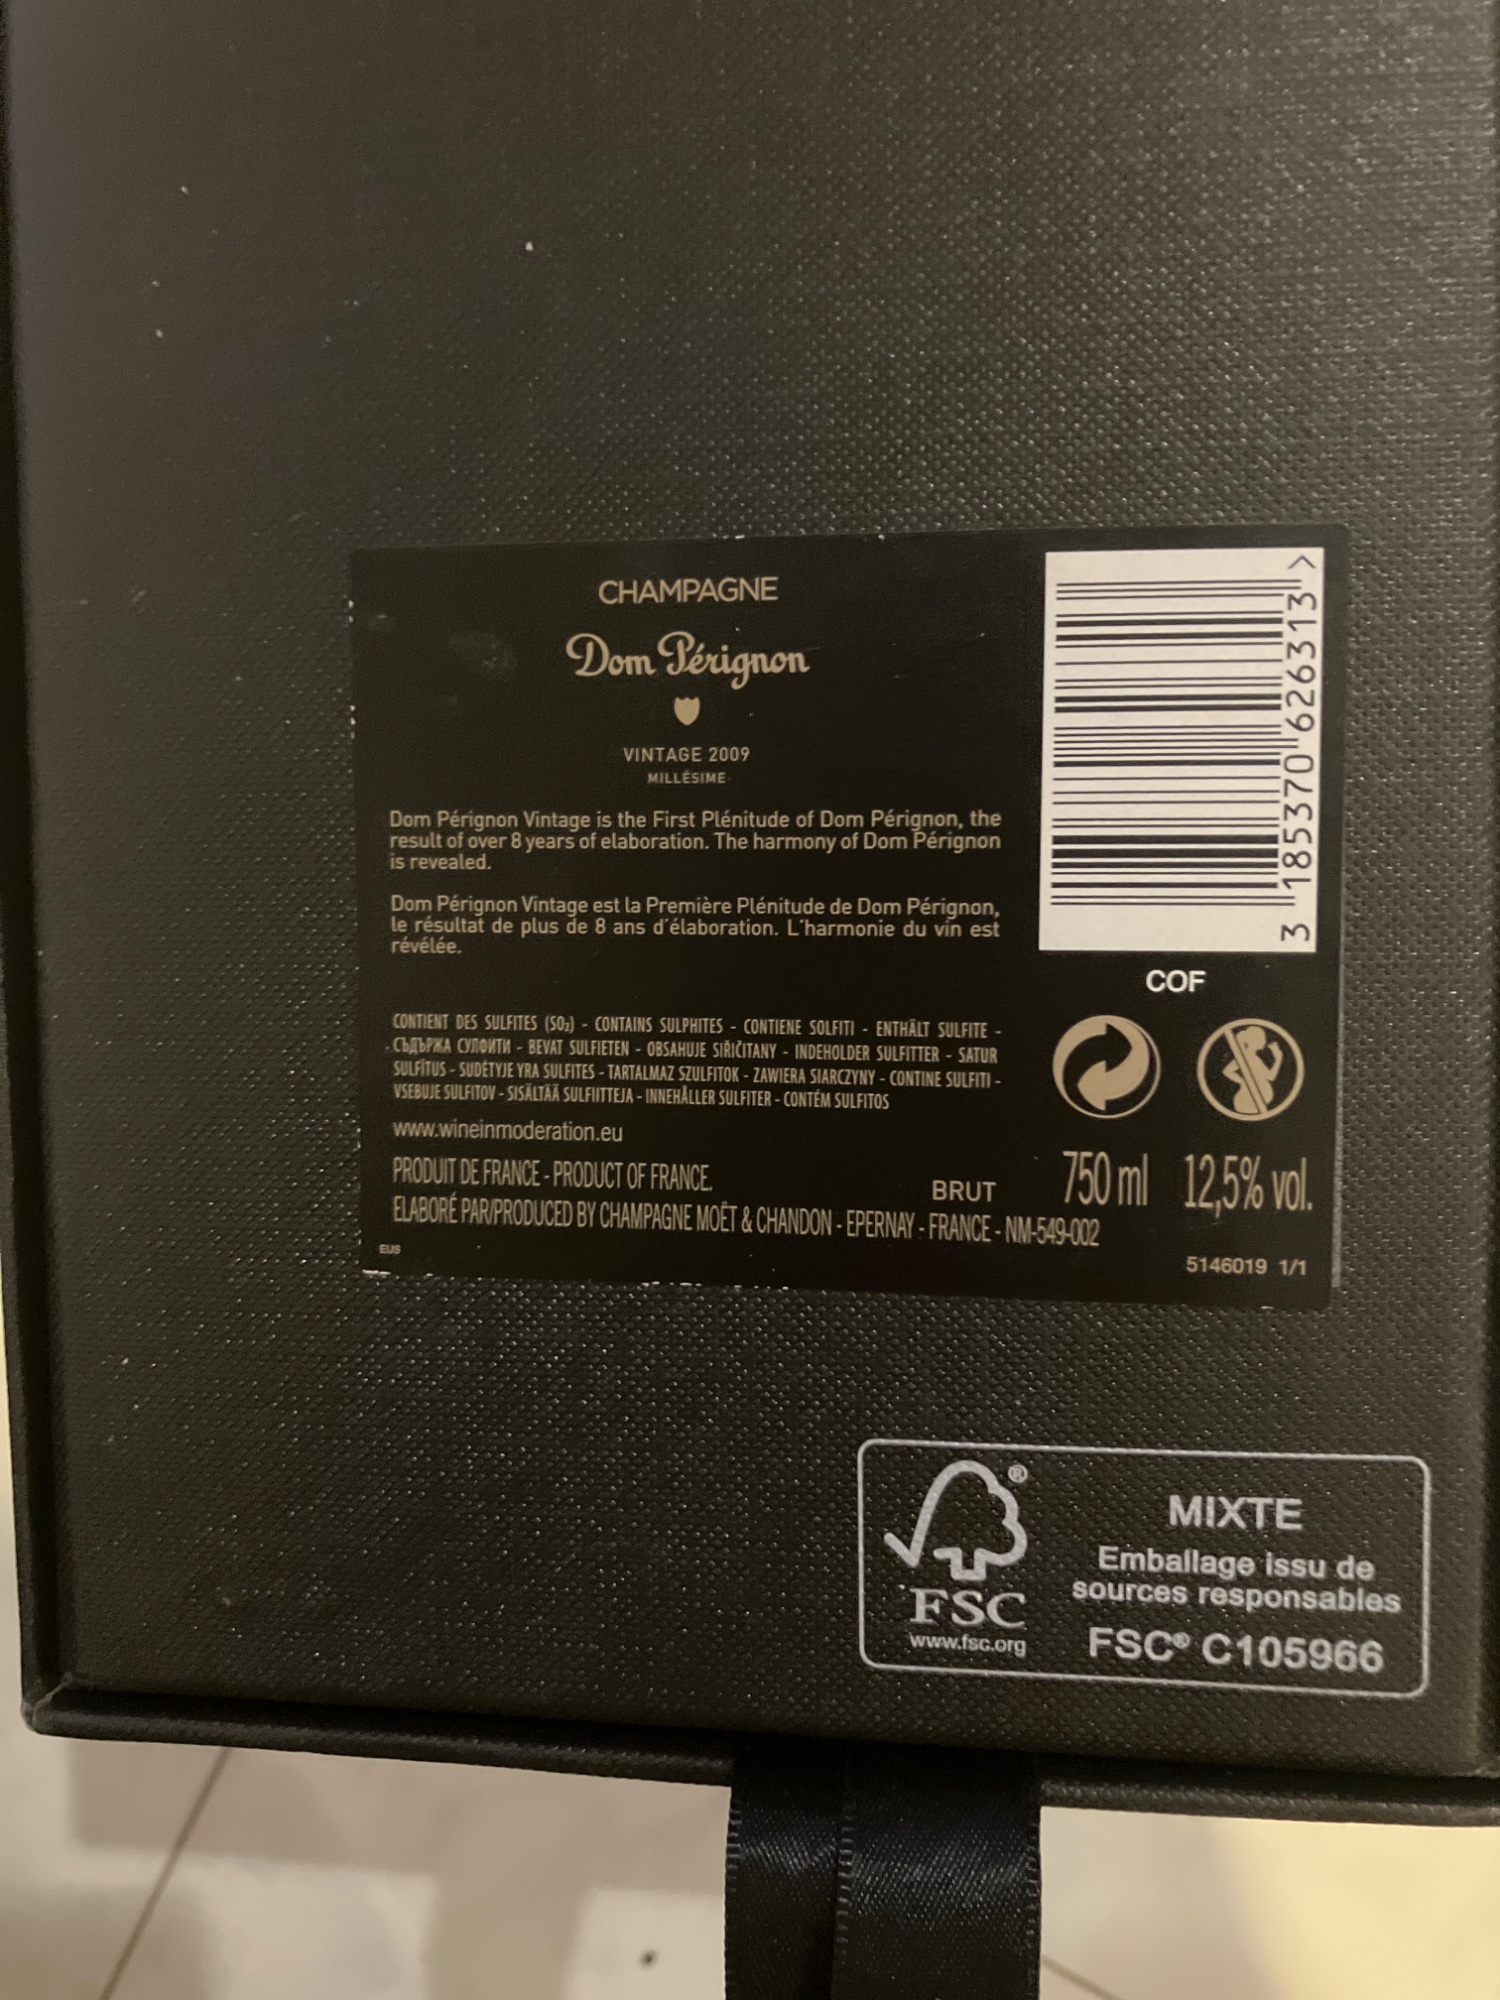 CHAMPAGNE
Dom Pérignon
VINTAGE 2009
MILLÉSIME
Dom Pérignon Vintage is the First Plénitude of Dom Pérignon, the
result of over 8 years of elaboration. The harmony of Dom Pérignon
is revealed.
Dom Pérignon Vintage est la Première Plénitude de Dom Pérignon,
le résultat de plus de 8 ans d'élaboration. L'harmonie du vin est
révélée.
CONTIENT DES SULFITES (SO₂) - CONTAINS SULPHITES - CONTIENE SOLFITI - ENTHÄLT SULFITE -
СЪДЪРЖА СУЛФИТИ - BEVAT SULFIETEN - OBSAHUJE SIŘIČITANY - INDEHOLDER SULFITTER - SATUR
SULFĪTUS - SUDĖTYJE YRA SULFITES - TARTALMAZ SZULFITOK - ZAWIERA SIARCZYNY - CONTINE SULFITI -
VSEBUJE SULFITOV - SISÄLTÄÄ SULFIITTEJA - INNEHÅLLER SULFITER - CONTÉM SULFITOS
www.wineinmoderation.eu
PRODUIT DE FRANCE - PRODUCT OF FRANCE.
BRUT
ELABORÉ PAR/PRODUCED BY CHAMPAGNE MOËT & CHANDON - EPERNAY - FRANCE - NM-549-002
EUS
3 185370 626313 >
COF
750 ml 12,5% vol.
5146019 1/1
®
FSC
www.fsc.org
MIXTE
Emballage issu de
sources responsables
FSC® C105966